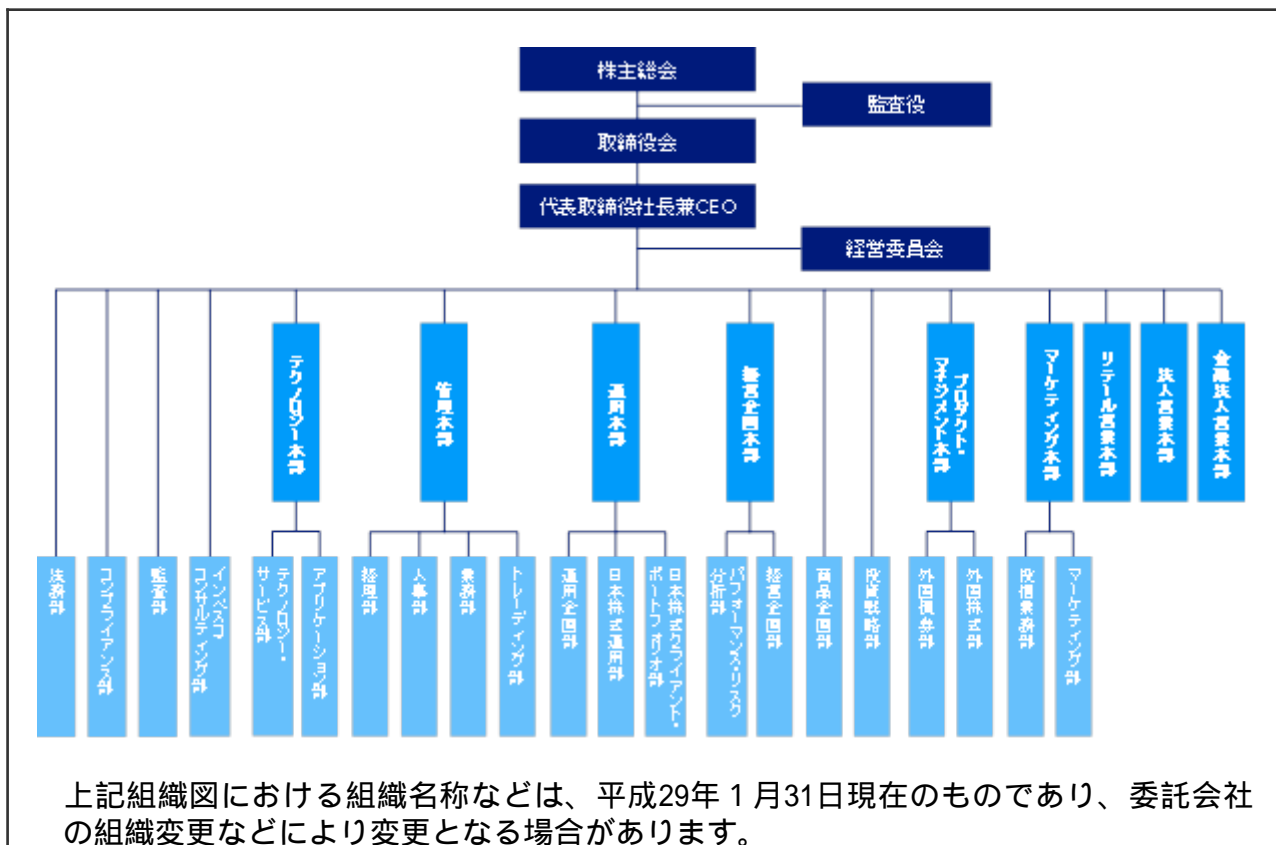 株主総会
監査役
取締役会
代表取締役社長兼CEO
経営委員会
テクノロジー本部
管理本部
運用本部
経営企画本部
プロダクト・
マネジメント本部
マーケティング本部
リテール営業本部
法人営業本部
金融法人営業本部
法務部
コンプライアンス部
監査部
インベスコ
コンサルティング部
テクノロジー・
サービス部
アプリケーション部
経理部
人事部
業務部
トレーディング部
運用企画部
日本株式運用部
日本株式クライアント・
ポートフォリオ部
パフォーマンス・リスク
分析部
経営企画部
商品企画部
投資戦略部
外国債券部
外国株式部
投信業務部
マーケティング部
上記組織図における組織名称などは、平成29年1月31日現在のものであり、委託会社
の組織変更などにより変更となる場合があります。